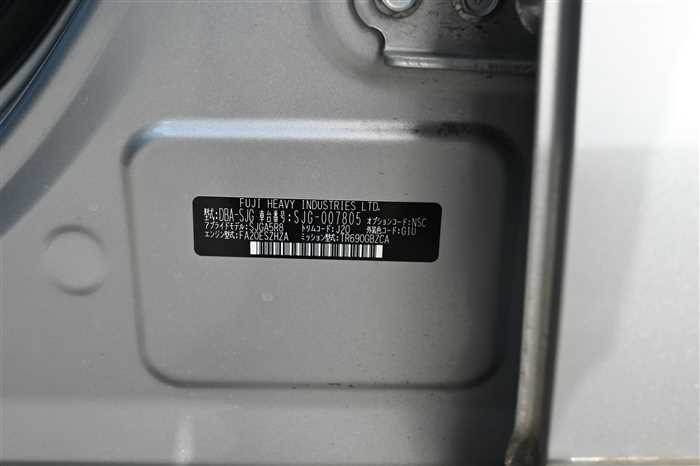 FUJI HEAVY INDUSTRIES LTD.
型式:DBA-SJG 車台番号:SJG-007805 オプションコード:NSC
アプライドモデル:SJGA5R8 トリムコード:J20 外装色コード:G1U
エンジン型式:FA20ESZH2A ミッション型式:TR690GBZCA